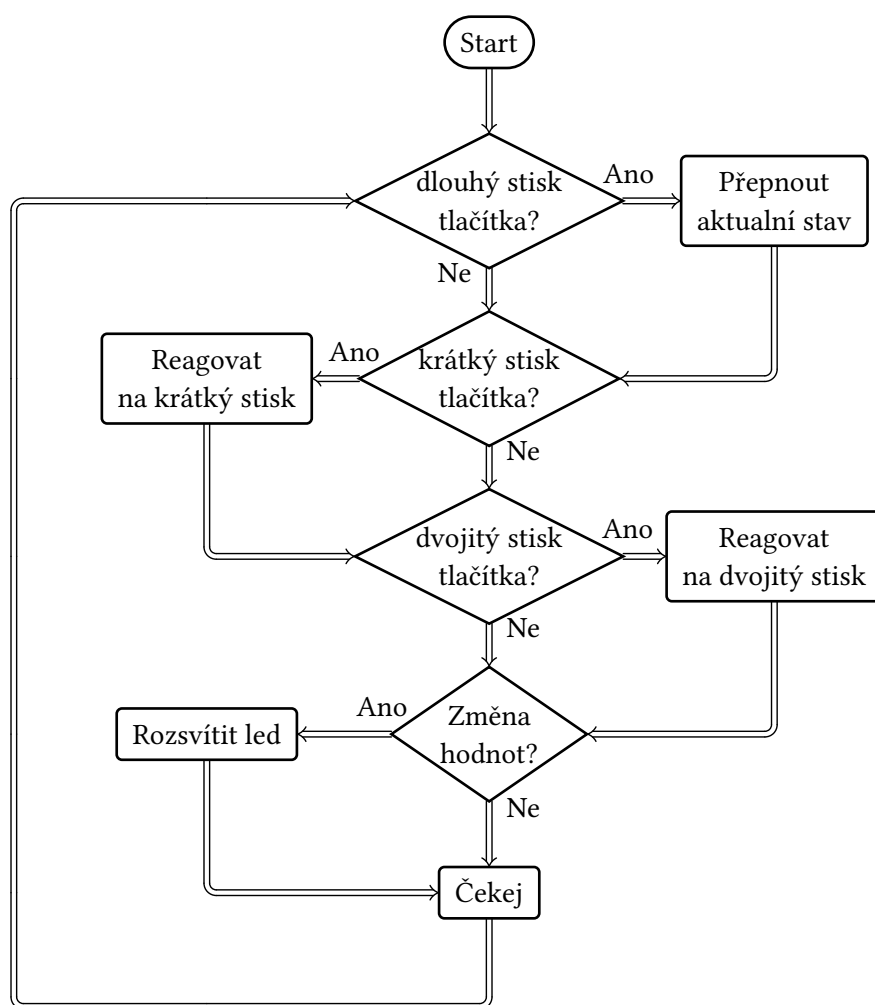 Start
dlouhý stisk
tlačítka?
Ano
Přepnout
aktualní stav
Ne
krátký stisk
tlačítka?
Ano
Reagovat
na krátký stisk
Ne
dvojitý stisk
tlačítka?
Ano
Reagovat
na dvojitý stisk
Ne
Změna
hodnot?
Ano
Rozsvítit led
Ne
Čekej